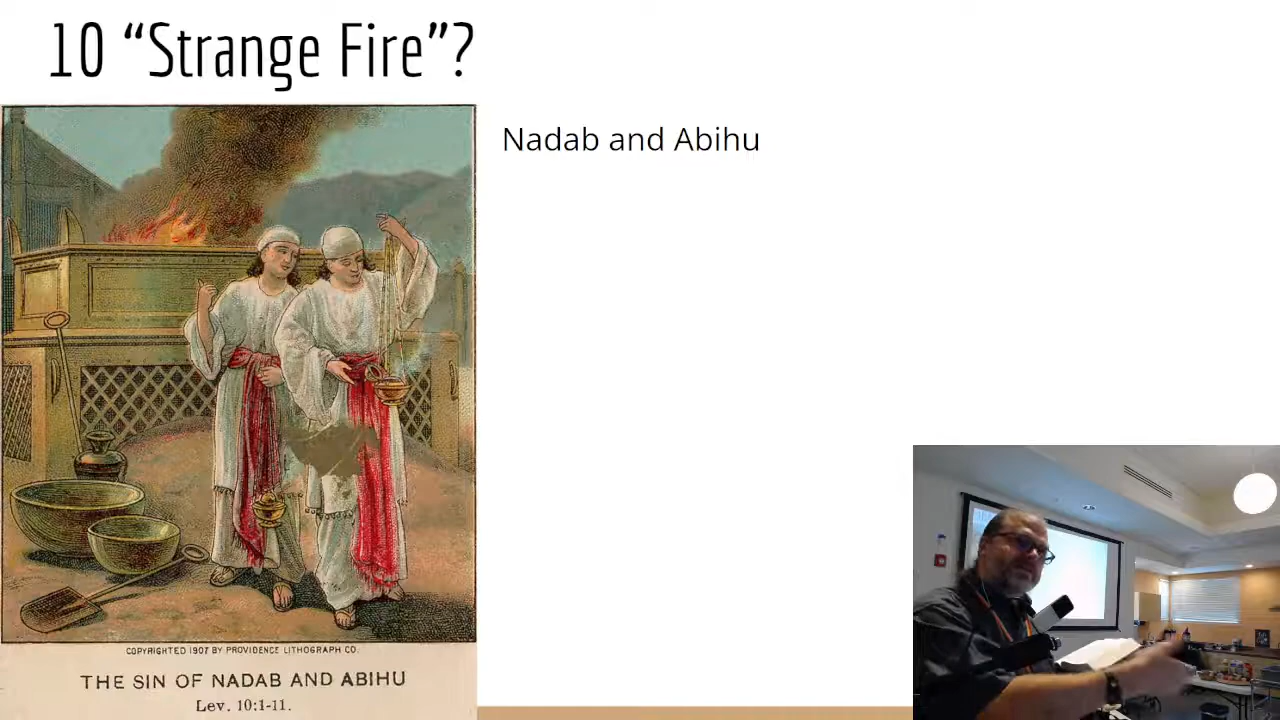 10 “Strange Fire”?
Nadab and Abihu
COPYRIGHTED 1907 BY PROVIDENCE LITHOGRAPH CO.
THE SIN OF NADAB AND ABIHU
Lev. 10:1-11.